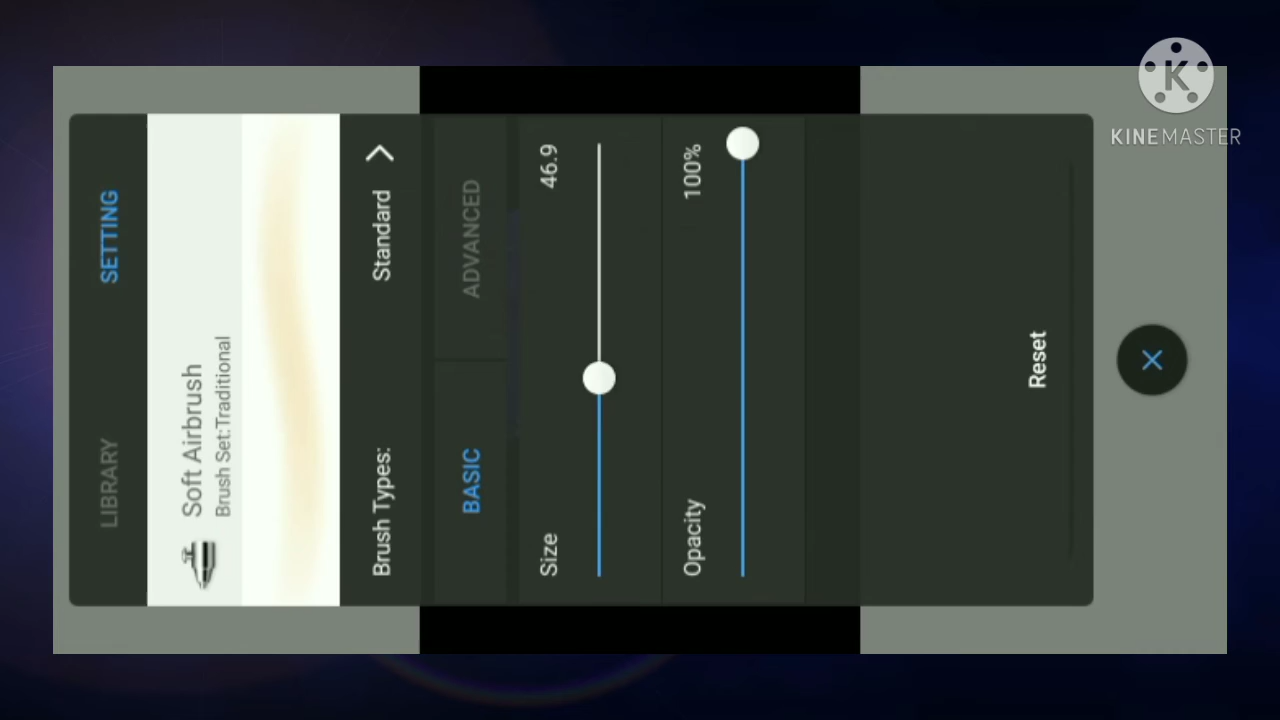 LIBRARY SETTING
Soft Airbrush
Brush Set:Traditional
Brush Types: Standard
BASIC ADVANCED
Size 46.9
Opacity 100%
Reset
K
KINEMASTER